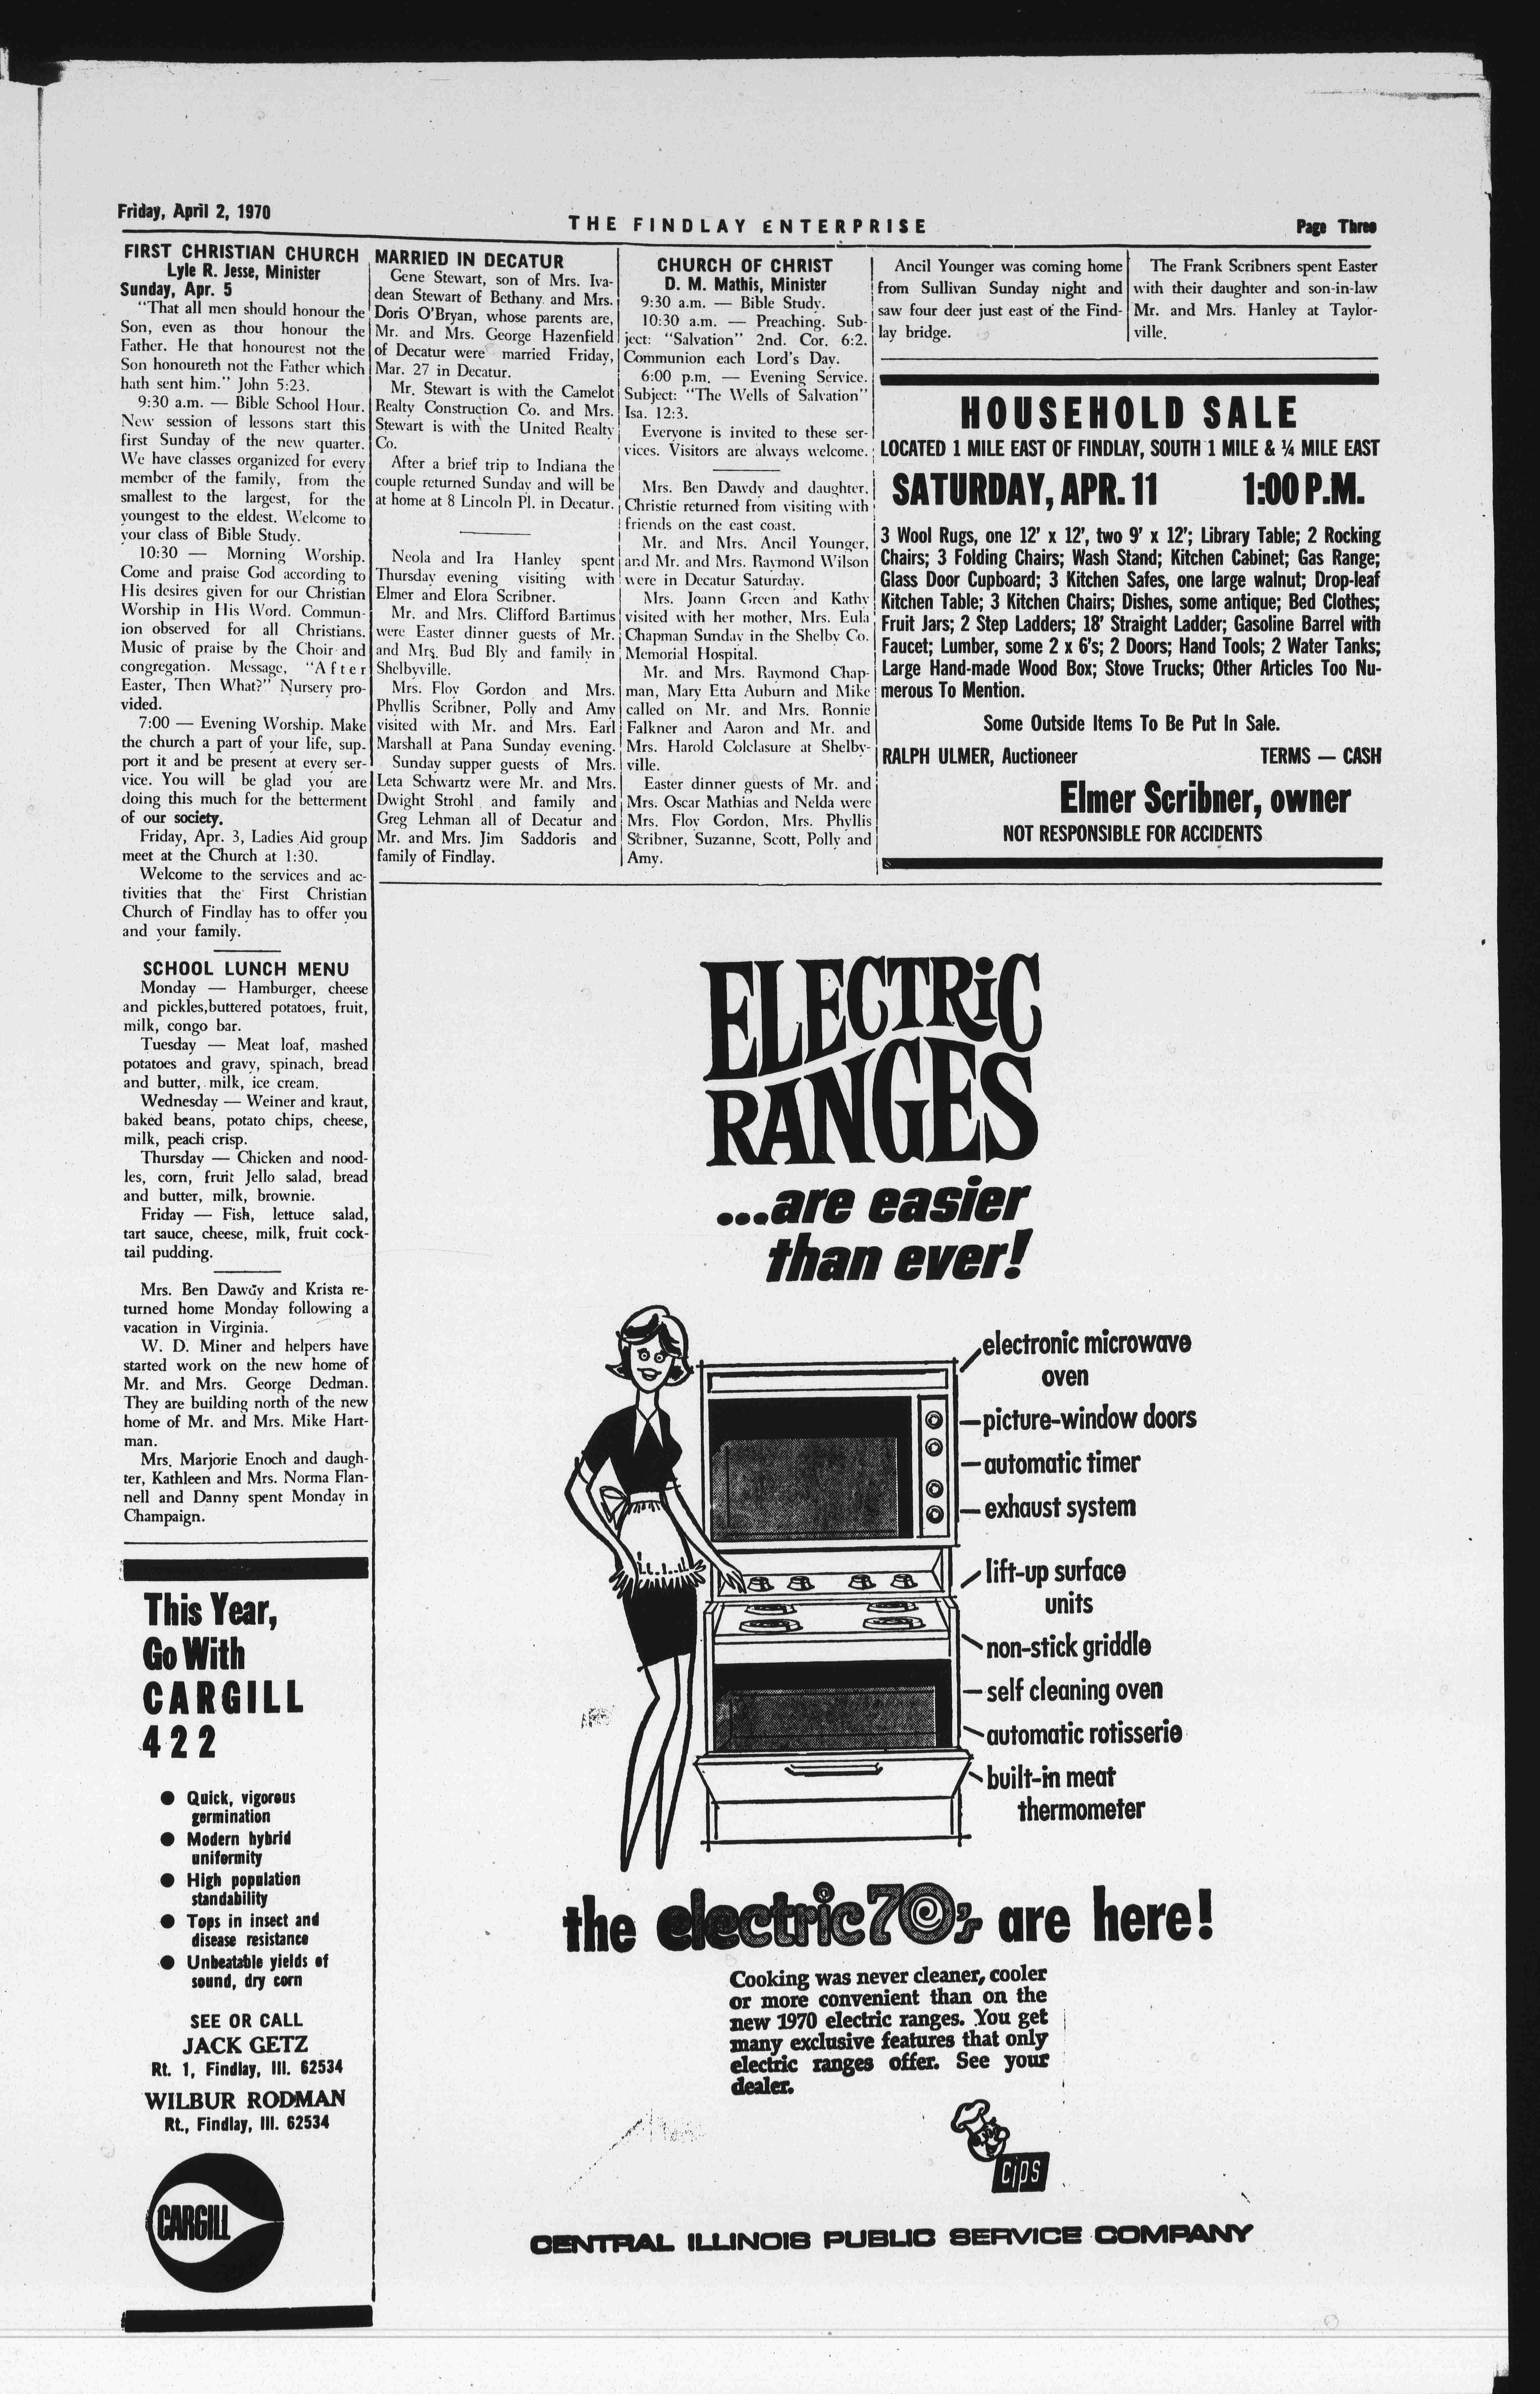 Friday, April 2, 1970
THE FINDLAY ENTERPRISE
Page Three
FIRST CHRISTIAN CHURCH
Lyle R. Jesse, Minister
Sunday, Apr. 5
"That all men should honour the
Son, even as thou honour the
Father. He that honourest not the
Son honoureth not the Father which
hath sent him." John 5:23.
9:30 a.m. — Bible School Hour.
New session of lessons start this
first Sunday of the new quarter.
We have classes organized for every
member of the family, from the
smallest to the largest, for the
youngest to the eldest. Welcome to
your class of Bible Study.
10:30 — Morning Worship.
Come and praise God according to
His desires given for our Christian
Worship in His Word. Commun-
ion observed for all Christians.
Music of praise by the Choir and
congregation. Message, "After
Easter, Then What?" Nursery pro-
vided.
7:00 — Evening Worship. Make
the church a part of your life, sup.
port it and be present at every ser-
vice. You will be glad you are
doing this much for the betterment
of our society.
Friday, Apr. 3, Ladies Aid group
meet at the Church at 1:30.
Welcome to the services and ac-
tivities that the First Christian
Church of Findlay has to offer you
and your family.
SCHOOL LUNCH MENU
Monday — Hamburger, cheese
and pickles,buttered potatoes, fruit,
milk, congo bar.
Tuesday — Meat loaf, mashed
potatoes and gravy, spinach, bread
and butter, milk, ice cream.
Wednesday — Weiner and kraut,
baked beans, potato chips, cheese,
milk, peach crisp.
Thursday — Chicken and nood-
les, corn, fruit Jello salad, bread
and butter, milk, brownie.
Friday — Fish, lettuce salad,
tart sauce, cheese, milk, fruit cock-
tail pudding.
Mrs. Ben Dawdy and Krista re-
turned home Monday following a
vacation in Virginia.
W. D. Miner and helpers have
started work on the new home of
Mr. and Mrs. George Dedman.
They are building north of the new
home of Mr. and Mrs. Mike Hart-
man.
Mrs. Marjorie Enoch and daugh-
ter, Kathleen and Mrs. Norma Flan-
nell and Danny spent Monday in
Champaign.
This Year,
Go With
CARGILL
422
● Quick, vigorous
germination
● Modern hybrid
uniformity
● High population
standability
● Tops in insect and
disease resistance
● Unbeatable yields of
sound, dry corn
SEE OR CALL
JACK GETZ
Rt. 1, Findlay, Ill. 62534
WILBUR RODMAN
Rt., Findlay, Ill. 62534
CARGILL
MARRIED IN DECATUR
Gene Stewart, son of Mrs. Iva-
dean Stewart of Bethany and Mrs.
Doris O'Bryan, whose parents are,
Mr. and Mrs. George Hazenfield
of Decatur were married Friday,
Mar. 27 in Decatur.
Mr. Stewart is with the Camelot
Realty Construction Co. and Mrs.
Stewart is with the United Realty
Co.
After a brief trip to Indiana the
couple returned Sunday and will be
at home at 8 Lincoln Pl. in Decatur.
Neola and Ira Hanley spent
Thursday evening visiting with
Elmer and Elora Scribner.
Mr. and Mrs. Clifford Bartimus
were Easter dinner guests of Mr.
and Mrs. Bud Bly and family in
Shelbyville.
Mrs. Floy Gordon and Mrs.
Phyllis Scribner, Polly and Amy
visited with Mr. and Mrs. Earl
Marshall at Pana Sunday evening.
Sunday supper guests of Mrs.
Leta Schwartz were Mr. and Mrs.
Dwight Strohl and family and
Greg Lehman all of Decatur and
Mr. and Mrs. Jim Saddoris and
family of Findlay.
CHURCH OF CHRIST
D. M. Mathis, Minister
9:30 a.m. — Bible Study.
10:30 a.m. — Preaching. Sub-
ject: "Salvation" 2nd. Cor. 6:2.
Communion each Lord's Day.
6:00 p.m. — Evening Service.
Subject: "The Wells of Salvation"
Isa. 12:3.
Everyone is invited to these ser-
vices. Visitors are always welcome.
Mrs. Ben Dawdy and daughter,
Christie returned from visiting with
friends on the east coast.
Mr. and Mrs. Ancil Younger,
and Mr. and Mrs. Raymond Wilson
were in Decatur Saturday.
Mrs. Joann Green and Kathy
visited with her mother, Mrs. Eula
Chapman Sunday in the Shelby Co.
Memorial Hospital.
Mr. and Mrs. Raymond Chap-
man, Mary Etta Auburn and Mike
called on Mr. and Mrs. Ronnie
Falkner and Aaron and Mr. and
Mrs. Harold Colclasure at Shelby-
ville.
Easter dinner guests of Mr. and
Mrs. Oscar Mathias and Nelda were
Mrs. Floy Gordon, Mrs. Phyllis
Scribner, Suzanne, Scott, Polly and
Amy.
Ancil Younger was coming home
from Sullivan Sunday night and
saw four deer just east of the Find-
lay bridge.
The Frank Scribners spent Easter
with their daughter and son-in-law
Mr. and Mrs. Hanley at Taylor-
ville.
HOUSEHOLD SALE
LOCATED 1 MILE EAST OF FINDLAY, SOUTH 1 MILE & ¼ MILE EAST
SATURDAY, APR. 11 1:00 P.M.
3 Wool Rugs, one 12' x 12', two 9' x 12'; Library Table; 2 Rocking
Chairs; 3 Folding Chairs; Wash Stand; Kitchen Cabinet; Gas Range;
Glass Door Cupboard; 3 Kitchen Safes, one large walnut; Drop-leaf
Kitchen Table; 3 Kitchen Chairs; Dishes, some antique; Bed Clothes;
Fruit Jars; 2 Step Ladders; 18' Straight Ladder; Gasoline Barrel with
Faucet; Lumber, some 2 x 6's; 2 Doors; Hand Tools; 2 Water Tanks;
Large Hand-made Wood Box; Stove Trucks; Other Articles Too Nu-
merous To Mention.
Some Outside Items To Be Put In Sale.
RALPH ULMER, Auctioneer TERMS — CASH
Elmer Scribner, owner
NOT RESPONSIBLE FOR ACCIDENTS
ELECTRiC
RANGES
...are easier
than ever!
electronic microwave
oven
picture-window doors
automatic timer
exhaust system
lift-up surface
units
non-stick griddle
self cleaning oven
automatic rotisserie
built-in meat
thermometer
the electric 70's are here!
Cooking was never cleaner, cooler
or more convenient than on the
new 1970 electric ranges. You get
many exclusive features that only
electric ranges offer. See your
dealer.
cips
CENTRAL ILLINOIS PUBLIC SERVICE COMPANY